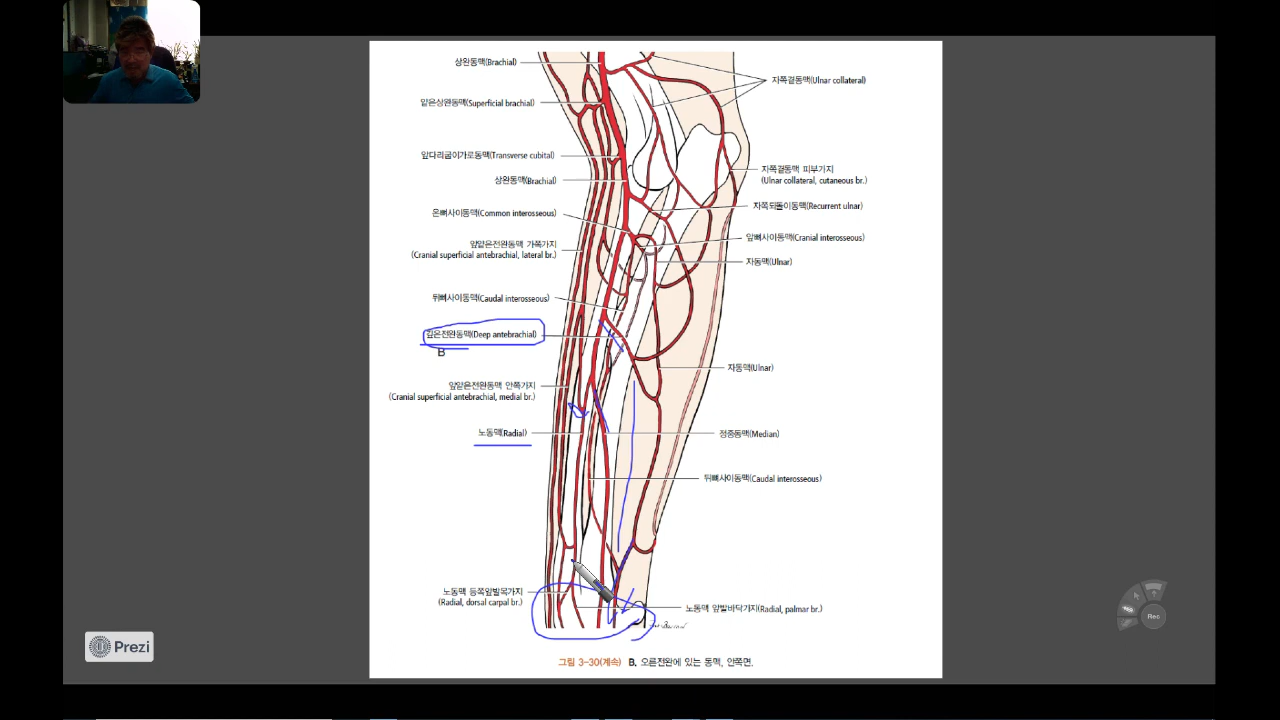 상완동맥(Brachial)
자쪽곁동맥(Ulnar collateral)
얕은상완동맥(Superficial brachial)
앞다리굽이가로동맥(Transverse cubital)
자쪽곁동맥 피부가지
(Ulnar collateral, cutaneous br.)
상완동맥(Brachial)
자쪽되돌이동맥(Recurrent ulnar)
온뼈사이동맥(Common interosseous)
앞뼈사이동맥(Cranial interosseous)
앞얕은전완동맥 가쪽가지
(Cranial superficial antebrachial, lateral br.)
자동맥(Ulnar)
뒤뼈사이동맥(Caudal interosseous)
깊은전완동맥(Deep antebrachial)
B
자동맥(Ulnar)
앞얕은전완동맥 안쪽가지
(Cranial superficial antebrachial, medial br.)
노동맥(Radial)
정중동맥(Median)
뒤뼈사이동맥(Caudal interosseous)
노동맥 등쪽앞발목가지
(Radial, dorsal carpal br.)
노동맥 앞발바닥가지(Radial, palmar br.)
Rec
Prezi
그림 3-30(계속) B. 오른전완에 있는 동맥, 안쪽면.